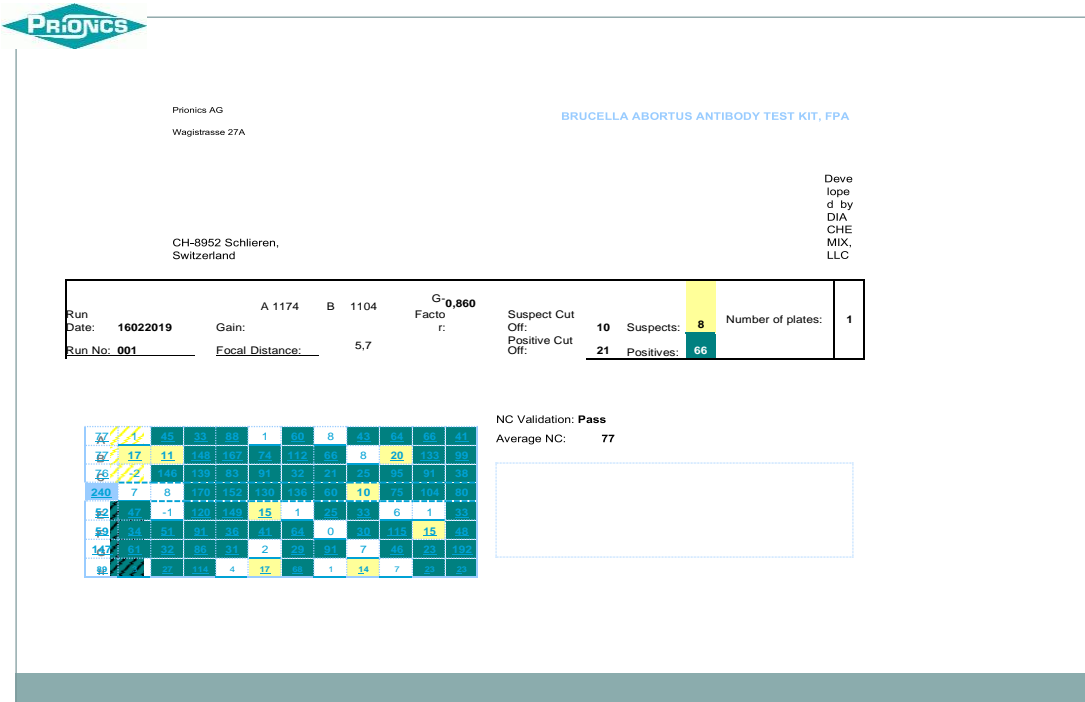 PRIONICS
Prionics AG
BRUCELLA ABORTUS ANTIBODY TEST KIT, FPA
Wagistrasse 27A
Deve
lope
d by
DIA
CHE
MIX,
LLC
CH-8952 Schlieren,
Switzerland
Run
Date: 16022019
Gain:
A 1174 B 1104
G-
Facto
r:
0,860
Suspect Cut
Off: 10
Suspects: 8
Number of plates: 1
Run No: 001
Focal Distance: 5,7
Positive Cut
Off: 21
Positives: 66
NC Validation: Pass
Average NC: 77
77 1 45 33 88 1 60 8 43 64 66 41
77 17 11 148 167 74 112 66 8 20 133 99
76 -2 146 139 83 91 32 21 25 95 91 38
240 7 8 170 152 130 136 60 10 75 104 80
52 47 -1 120 149 15 1 25 33 6 1 33
59 34 51 91 36 41 64 0 30 115 15 48
147 61 32 86 31 2 29 91 7 46 23 192
27 114 4 17 1 14 7 23 23